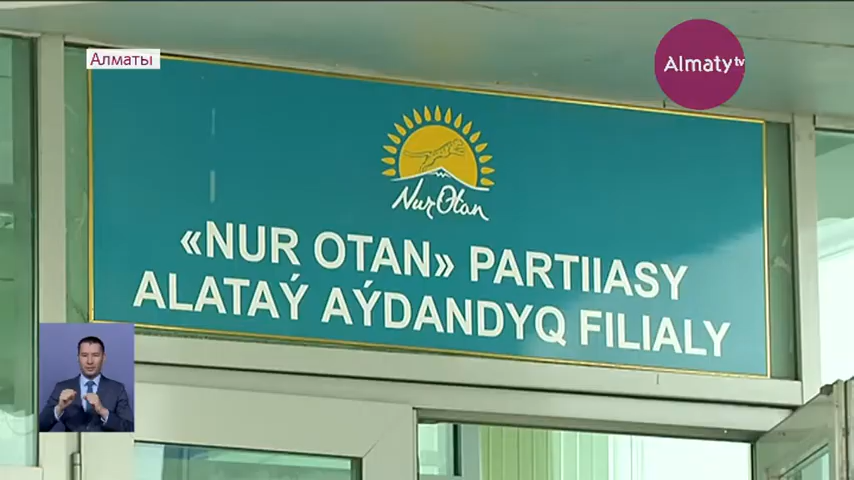 Алматы
Almaty tv
Nur Otan
«NUR OTAN» PARTIIASY
ALATAÝ AÝDANDYQ FILIALY